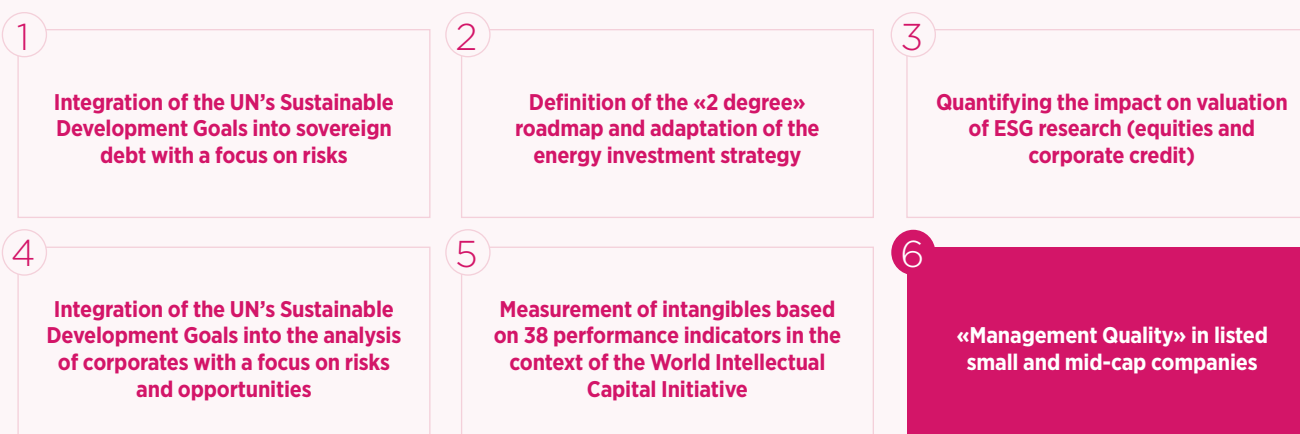 1
Integration of the UN’s Sustainable
Development Goals into sovereign
debt with a focus on risks
2
Definition of the «2 degree»
roadmap and adaptation of the
energy investment strategy
3
Quantifying the impact on valuation
of ESG research (equities and
corporate credit)
4
Integration of the UN’s Sustainable
Development Goals into the analysis
of corporates with a focus on risks
and opportunities
5
Measurement of intangibles based
on 38 performance indicators in the
context of the World Intellectual
Capital Initiative
6
«Management Quality» in listed
small and mid-cap companies